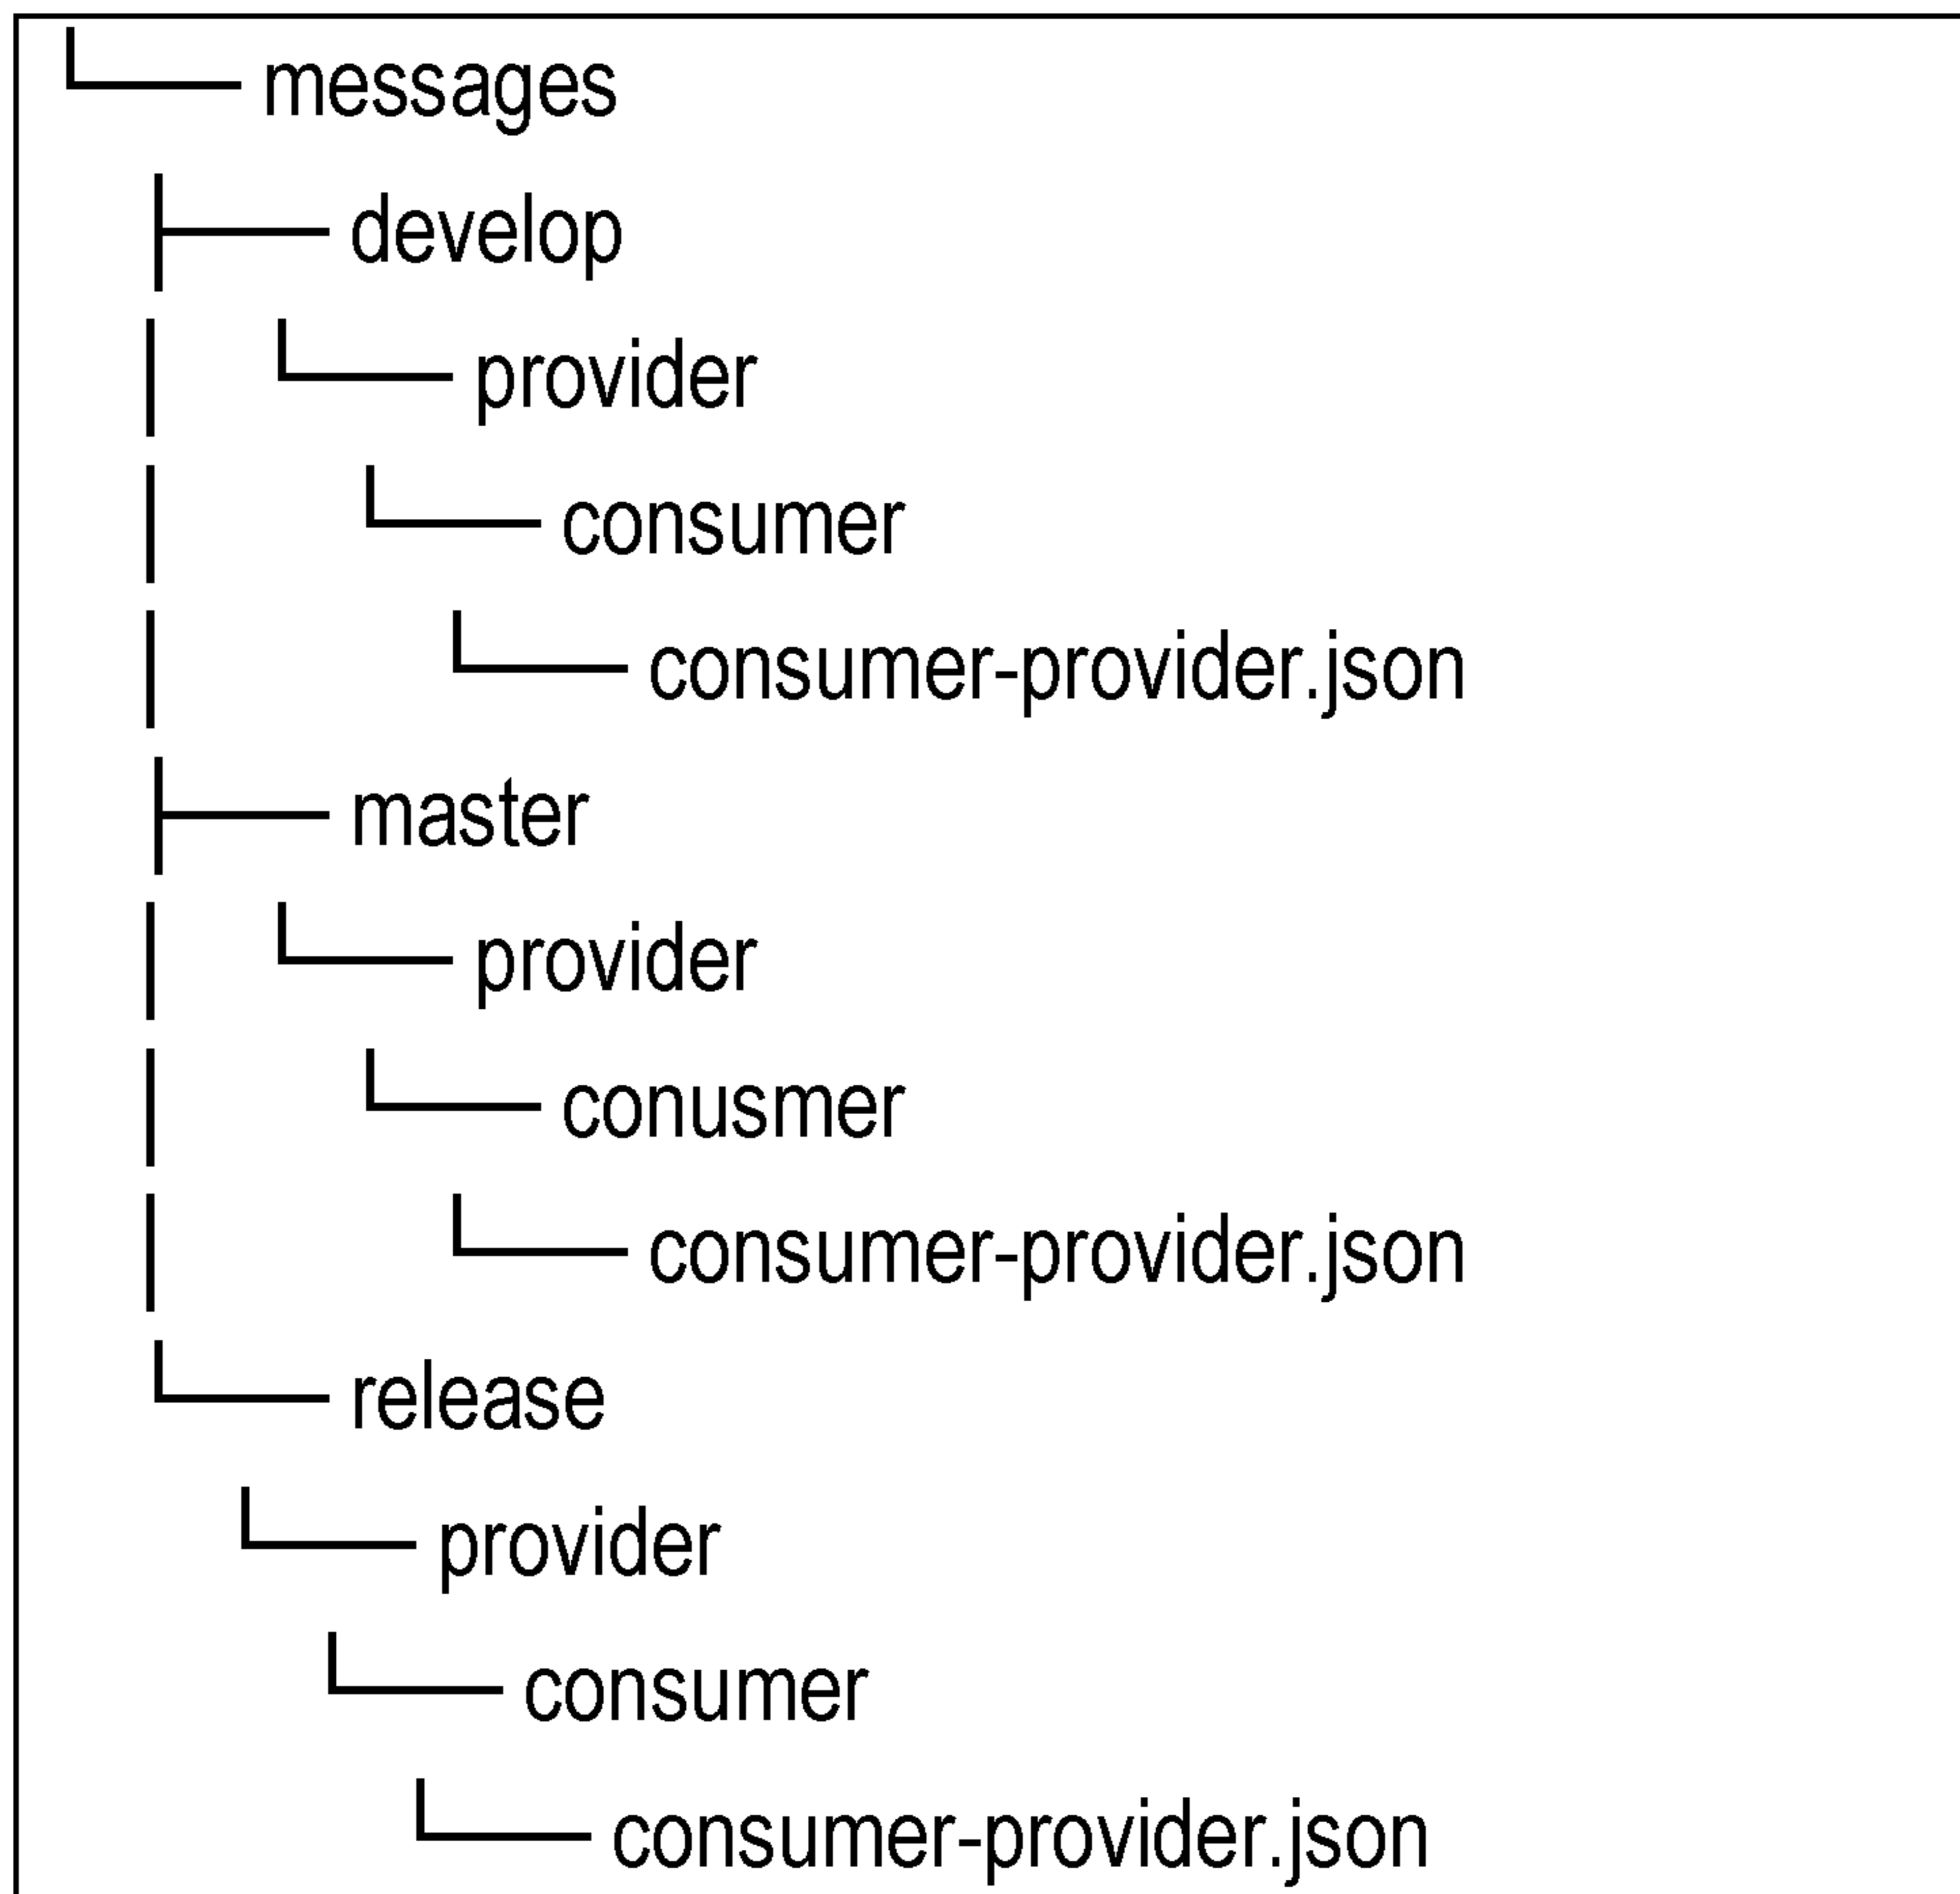 messages
develop
provider
consumer
consumer-provider.json
master
provider
conusmer
consumer-provider.json
release
provider
consumer
consumer-provider.json